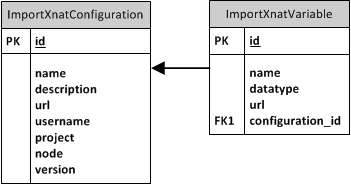 ImportXnatConfiguration
PK id
name
description
url
username
project
node
version
ImportXnatVariable
PK id
name
datatype
url
FK1 configuration_id